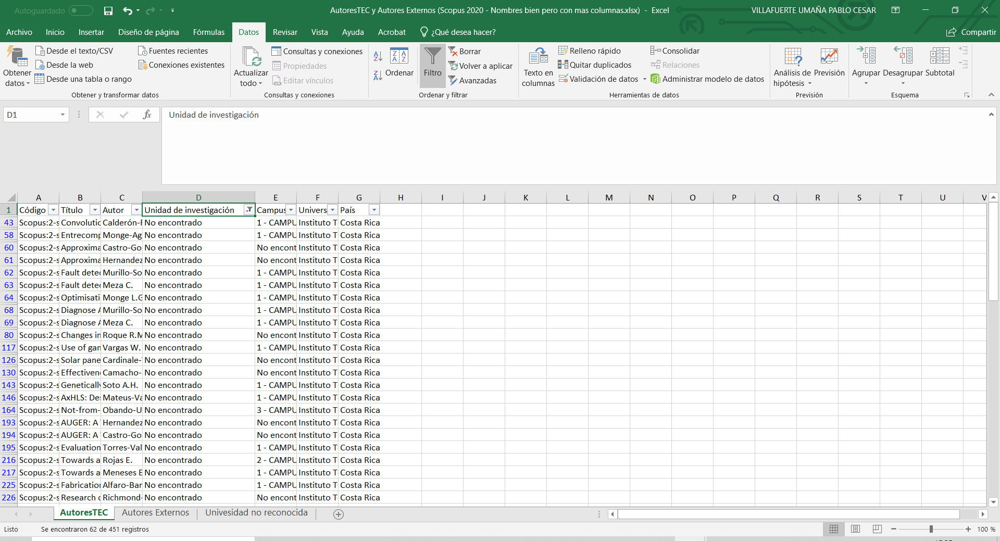 Autoguardado
AutoresTEC y Autores Externos (Scopus 2020 - Nombres bien pero con mas columnas.xlsx) - Excel
VILLAFUERTE UMAÑA PABLO CESAR
Archivo Inicio Insertar Diseño de página Fórmulas Datos Revisar Vista Ayuda Acrobat ¿Qué desea hacer? Compartir
Obtener datos
Desde el texto/CSV
Desde la web
Desde una tabla o rango
Fuentes recientes
Conexiones existentes
Obtener y transformar datos
Actualizar todo
Consultas y conexiones
Propiedades
Editar vínculos
Consultas y conexiones
Ordenar
Filtro
Borrar
Volver a aplicar
Avanzadas
Ordenar y filtrar
Texto en columnas
Relleno rápido
Quitar duplicados
Validación de datos
Consolidar
Relaciones
Administrar modelo de datos
Herramientas de datos
Análisis de hipótesis
Previsión
Previsión
Agrupar
Desagrupar
Subtotal
Esquema
D1 fx Unidad de investigación
A B C D E F G H I J K L M N O P Q R S T U V
1 Código Título Autor Unidad de investigación Campus Univers País
43 Scopus:2-s Convolutio Calderón-F No encontrado 1 - CAMPU Instituto T Costa Rica
58 Scopus:2-s Entrecomp Monge-Ag No encontrado 1 - CAMPU Instituto T Costa Rica
60 Scopus:2-s Approxima Castro-Go No encontrado No encont Instituto T Costa Rica
61 Scopus:2-s Approxima Hernandez No encontrado No encont Instituto T Costa Rica
62 Scopus:2-s Fault detec Murillo-So No encontrado 1 - CAMPU Instituto T Costa Rica
63 Scopus:2-s Fault detec Meza C. No encontrado 1 - CAMPU Instituto T Costa Rica
64 Scopus:2-s Optimisati Monge L.G No encontrado 1 - CAMPU Instituto T Costa Rica
68 Scopus:2-s Diagnose A Murillo-So No encontrado 1 - CAMPU Instituto T Costa Rica
69 Scopus:2-s Diagnose A Meza C. No encontrado 1 - CAMPU Instituto T Costa Rica
80 Scopus:2-s Changes in Roque R.M No encontrado No encont Instituto T Costa Rica
117 Scopus:2-s Use of gan Vargas W. No encontrado 1 - CAMPU Instituto T Costa Rica
126 Scopus:2-s Solar pane Cardinale- No encontrado No encont Instituto T Costa Rica
130 Scopus:2-s Effectiven Camacho- No encontrado No encont Instituto T Costa Rica
143 Scopus:2-s Genetically Soto A.H. No encontrado 1 - CAMPU Instituto T Costa Rica
146 Scopus:2-s AxHLS: Des Mateus-Va No encontrado 1 - CAMPU Instituto T Costa Rica
164 Scopus:2-s Not-from- Obando-U No encontrado 3 - CAMPU Instituto T Costa Rica
193 Scopus:2-s AUGER: A Hernandez No encontrado No encont Instituto T Costa Rica
194 Scopus:2-s AUGER: A Castro-Go No encontrado No encont Instituto T Costa Rica
195 Scopus:2-s Evaluation Torres-Val No encontrado 1 - CAMPU Instituto T Costa Rica
216 Scopus:2-s Towards a Rojas E. No encontrado 2 - CAMPU Instituto T Costa Rica
217 Scopus:2-s Towards a Meneses E No encontrado 1 - CAMPU Instituto T Costa Rica
225 Scopus:2-s Fabrication Alfaro-Bar No encontrado 1 - CAMPU Instituto T Costa Rica
226 Scopus:2-s Research c Richmond- No encontrado No encont Instituto T Costa Rica
AutoresTEC Autores Externos Univesidad no reconocida
Listo Se encontraron 62 de 451 registros 100 %